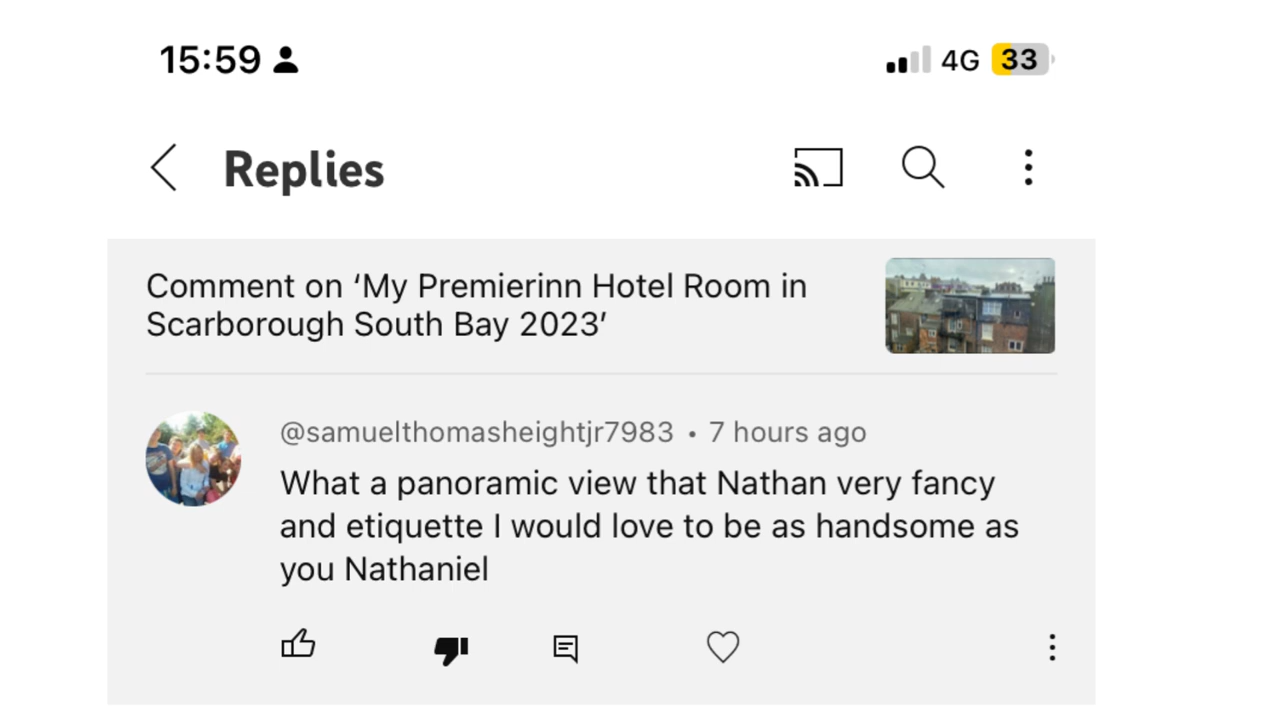 15:59
4G 33
Replies
Comment on ‘My Premierinn Hotel Room in
Scarborough South Bay 2023’
@samuelthomasheightjr7983 • 7 hours ago
What a panoramic view that Nathan very fancy
and etiquette I would love to be as handsome as
you Nathaniel